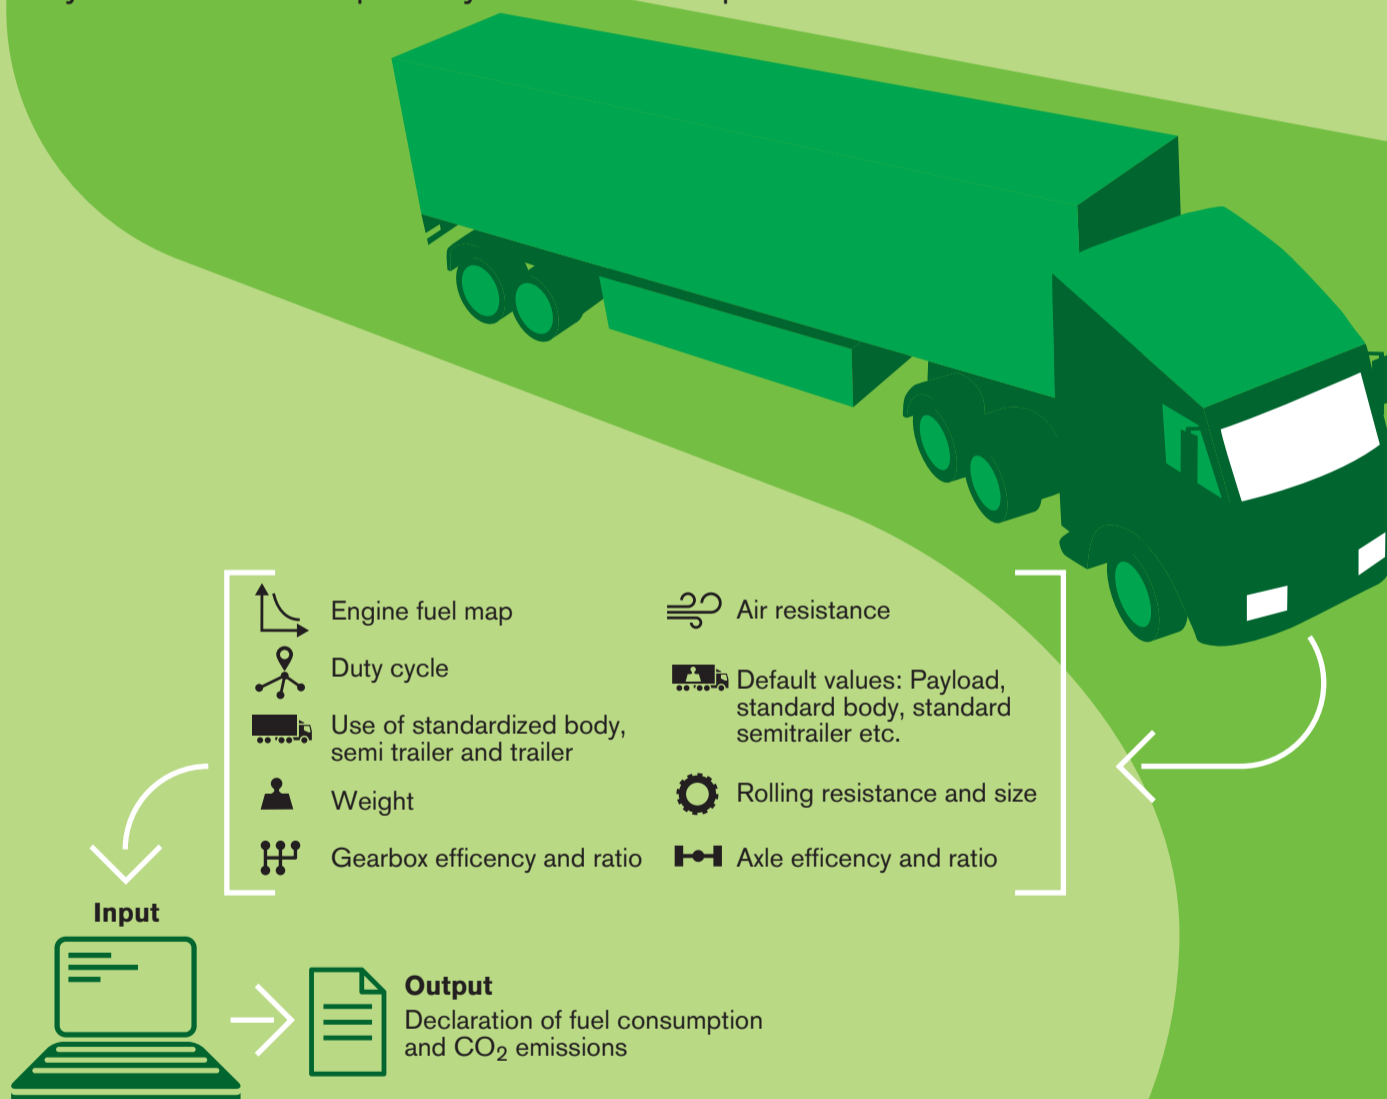 Engine fuel map
Duty cycle
Use of standardized body,
semi trailer and trailer
Weight
Gearbox efficency and ratio
Air resistance
Default values: Payload,
standard body, standard
semitrailer etc.
Rolling resistance and size
Axle efficency and ratio
Input
Output
Declaration of fuel consumption
and CO₂ emissions